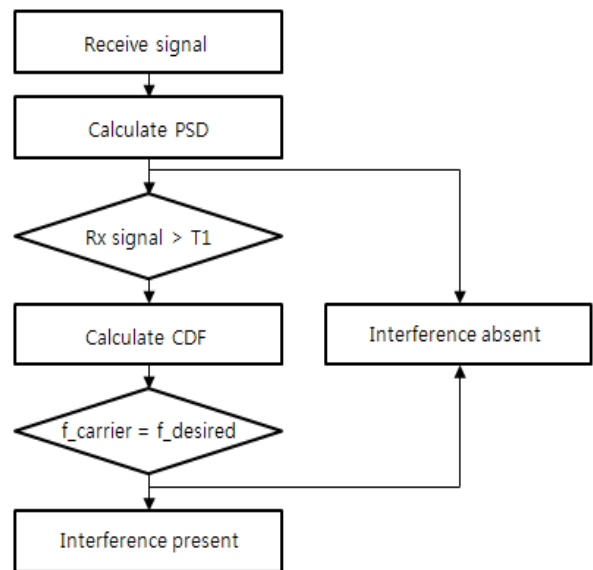 Receive signal
Calculate PSD
Rx signal > T1
Calculate CDF
Interference absent
f_carrier = f_desired
Interference present